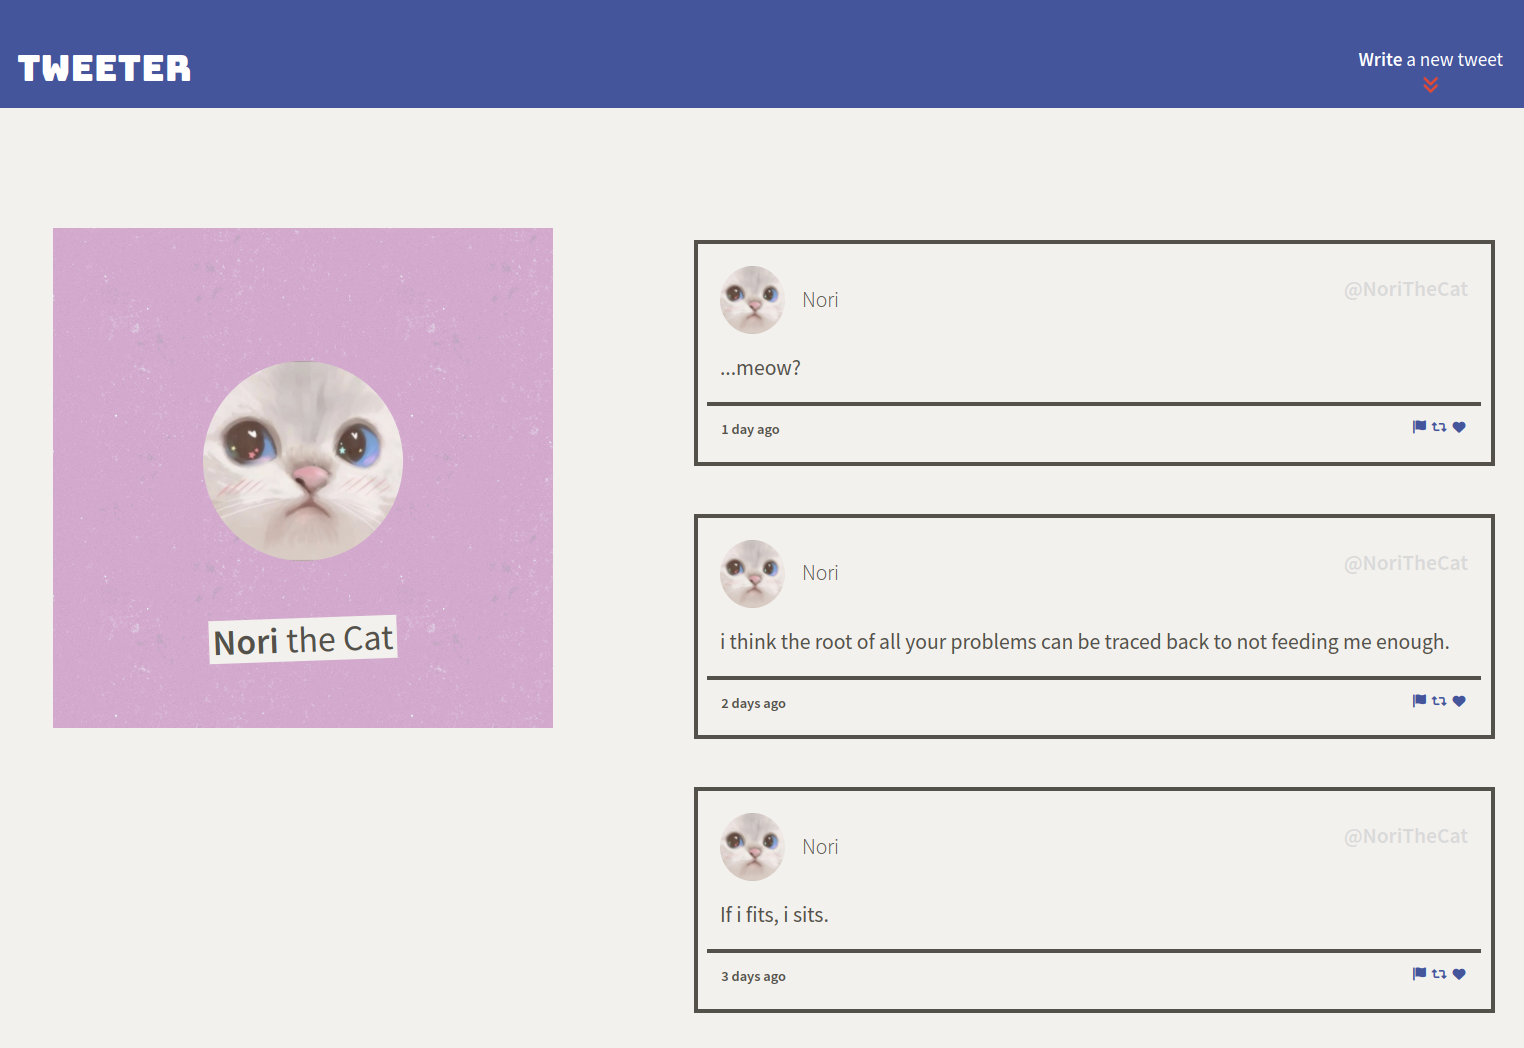 TWEETER
Write a new tweet
Nori the Cat
Nori
@NoriTheCat
...meow?
1 day ago
Nori
@NoriTheCat
i think the root of all your problems can be traced back to not feeding me enough.
2 days ago
Nori
@NoriTheCat
If i fits, i sits.
3 days ago